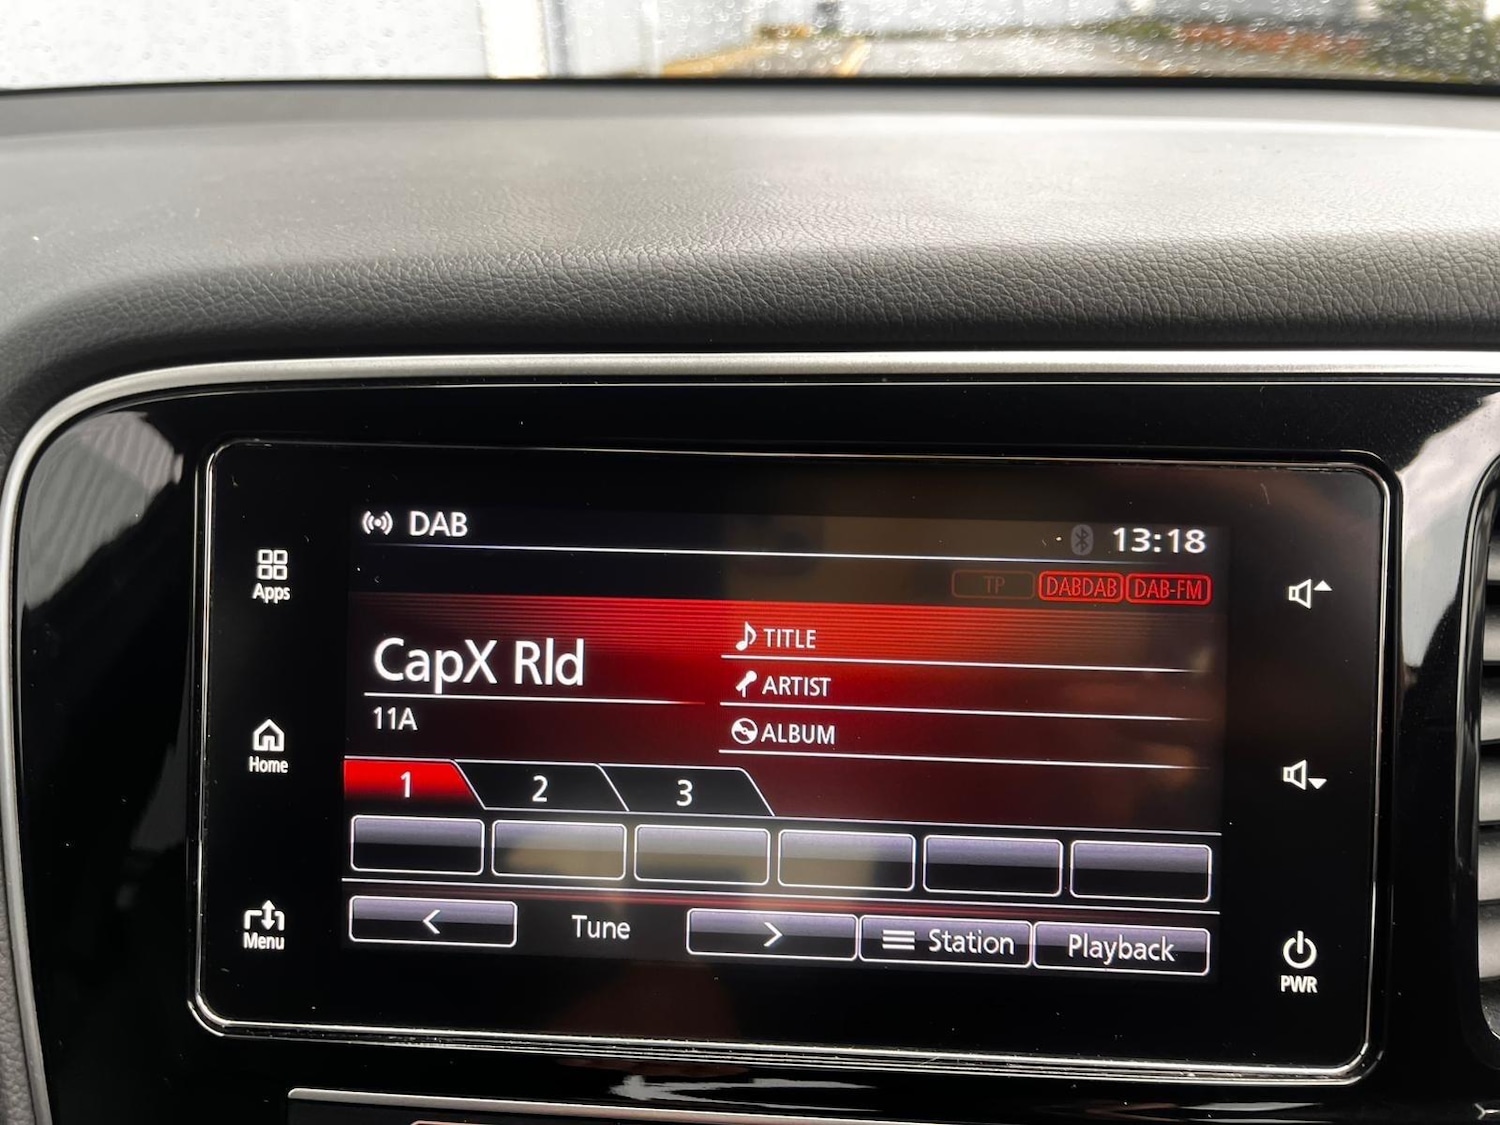 DAB
13:18
TP
DABDAB
DAB-FM
Apps
CapX Rld
11A
TITLE
ARTIST
ALBUM
Home
1
2
3
Menu
<
Tune
>
Station
Playback
PWR